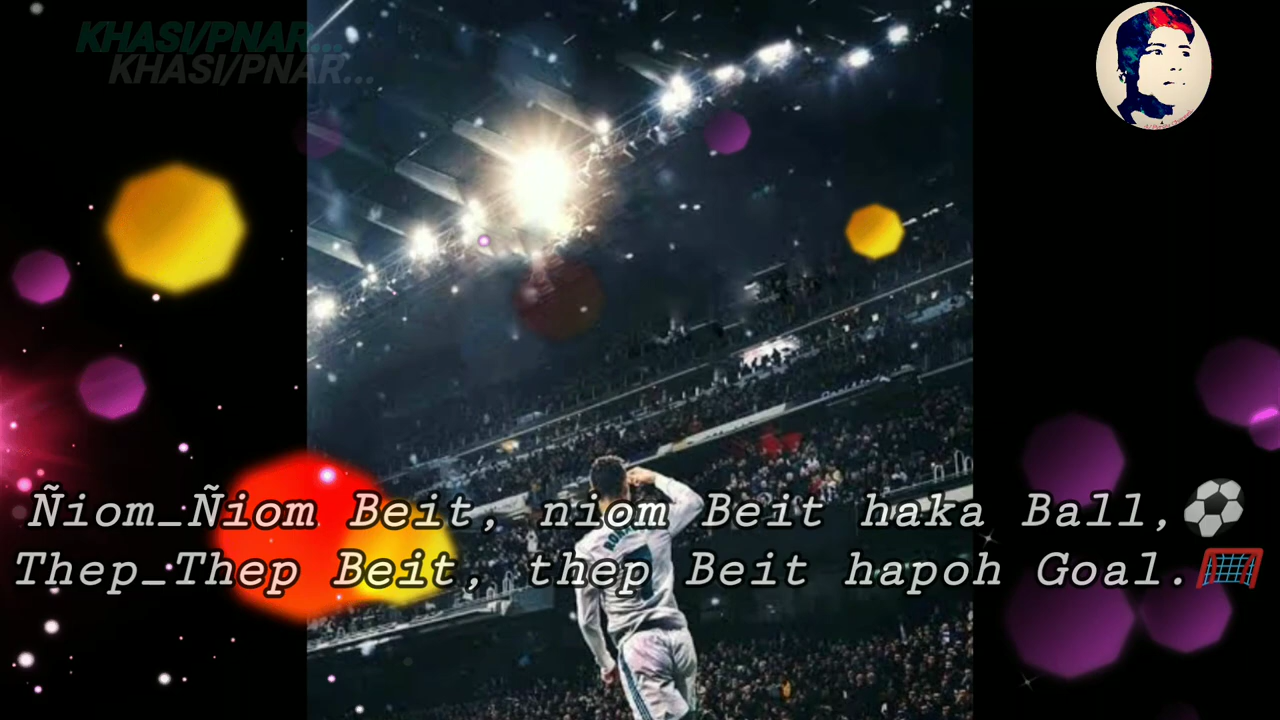 KHASI/PNAR...
KHASI/PNAR...
Ñiom_Ñiom Beit, niom Beit haka Ball,⚽
Thep_Thep Beit, thep Beit hapoh Goal.🥅